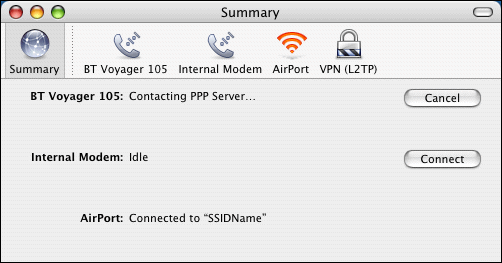 Summary
Summary BT Voyager 105 Internal Modem AirPort VPN (L2TP)
BT Voyager 105: Contacting PPP Server... Cancel
Internal Modem: Idle Connect
AirPort: Connected to “SSIDName”